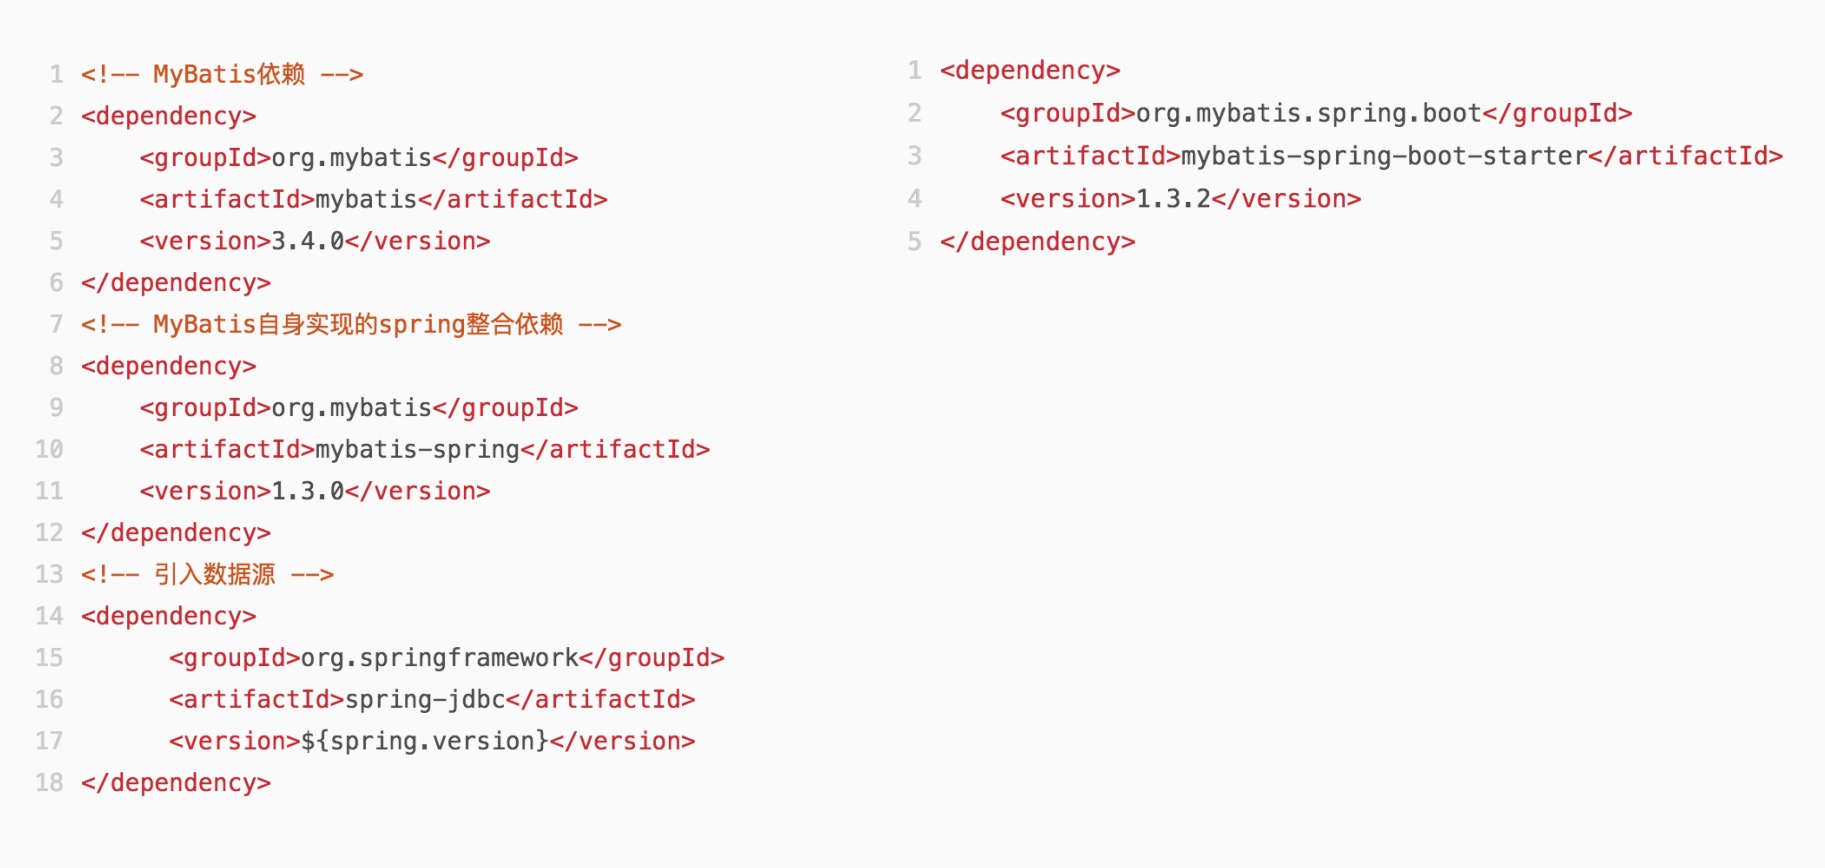 1 <!-- MyBatis依赖 -->
2 <dependency>
3     <groupId>org.mybatis</groupId>
4     <artifactId>mybatis</artifactId>
5     <version>3.4.0</version>
6 </dependency>
7 <!-- MyBatis自身实现的spring整合依赖 -->
8 <dependency>
9     <groupId>org.mybatis</groupId>
10     <artifactId>mybatis-spring</artifactId>
11     <version>1.3.0</version>
12 </dependency>
13 <!-- 引入数据源 -->
14 <dependency>
15       <groupId>org.springframework</groupId>
16       <artifactId>spring-jdbc</artifactId>
17       <version>${spring.version}</version>
18 </dependency>
1 <dependency>
2     <groupId>org.mybatis.spring.boot</groupId>
3     <artifactId>mybatis-spring-boot-starter</artifactId>
4     <version>1.3.2</version>
5 </dependency>